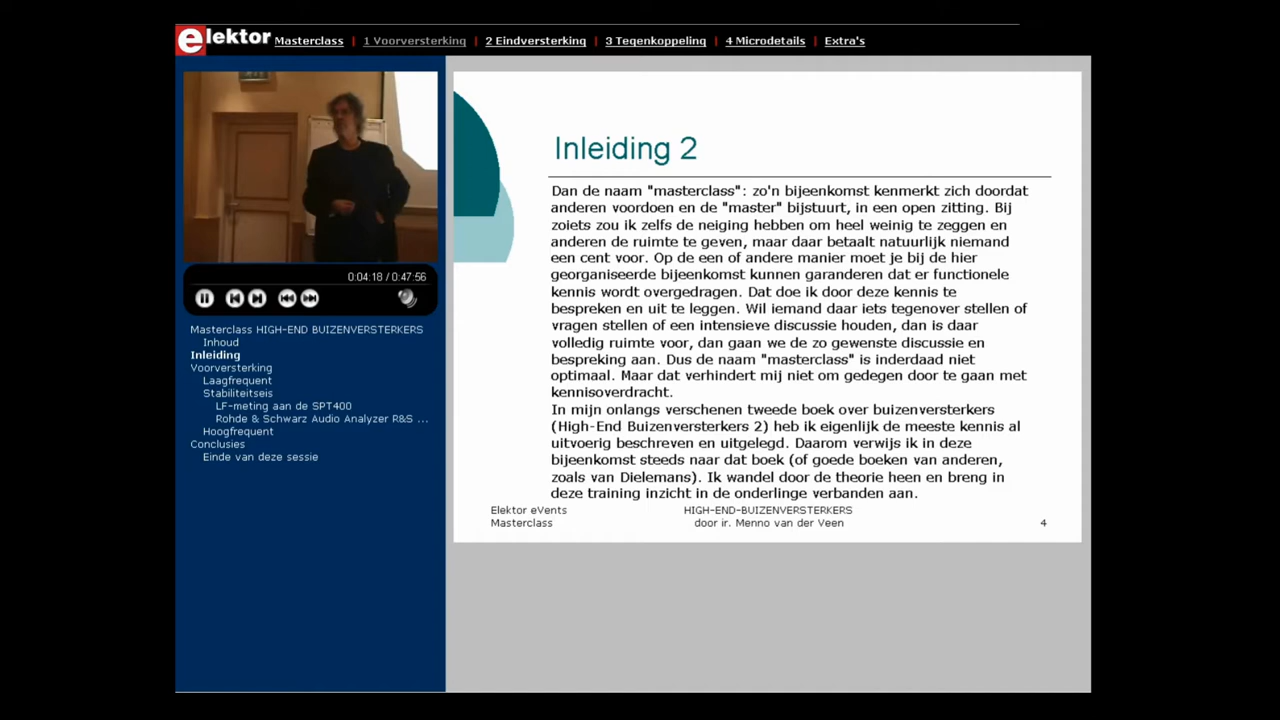 elektor Masterclass | 1 Voorversterking | 2 Eindversterking | 3 Tegenkoppeling | 4 Microdetails | Extra's
0:04:18 / 0:47:56
Masterclass HIGH-END BUIZENVERSTERKERS
Inhoud
Inleiding
Voorversterking
Laagfrequent
Stabiliteitseis
LF-meting aan de SPT400
Rohde & Schwarz Audio Analyzer R&S ...
Hoogfrequent
Conclusies
Einde van deze sessie
Inleiding 2
Dan de naam "masterclass": zo'n bijeenkomst kenmerkt zich doordat
anderen voordoen en de "master" bijstuurt, in een open zitting. Bij
zoiets zou ik zelfs de neiging hebben om heel weinig te zeggen en
anderen de ruimte te geven, maar daar betaalt natuurlijk niemand
een cent voor. Op de een of andere manier moet je bij de hier
georganiseerde bijeenkomst kunnen garanderen dat er functionele
kennis wordt overgedragen. Dat doe ik door deze kennis te
bespreken en uit te leggen. Wil iemand daar iets tegenover stellen of
vragen stellen of een intensieve discussie houden, dan is daar
volledig ruimte voor, dan gaan we de zo gewenste discussie en
bespreking aan. Dus de naam "masterclass" is inderdaad niet
optimaal. Maar dat verhindert mij niet om gedegen door te gaan met
kennisoverdracht.
In mijn onlangs verschenen tweede boek over buizenversterkers
(High-End Buizenversterkers 2) heb ik eigenlijk de meeste kennis al
uitvoerig beschreven en uitgelegd. Daarom verwijs ik in deze
bijeenkomst steeds naar dat boek (of goede boeken van anderen,
zoals van Dielemans). Ik wandel door de theorie heen en breng in
deze training inzicht in de onderlinge verbanden aan.
Elektor eVents
Masterclass
HIGH-END-BUIZENVERSTERKERS
door ir. Menno van der Veen
4